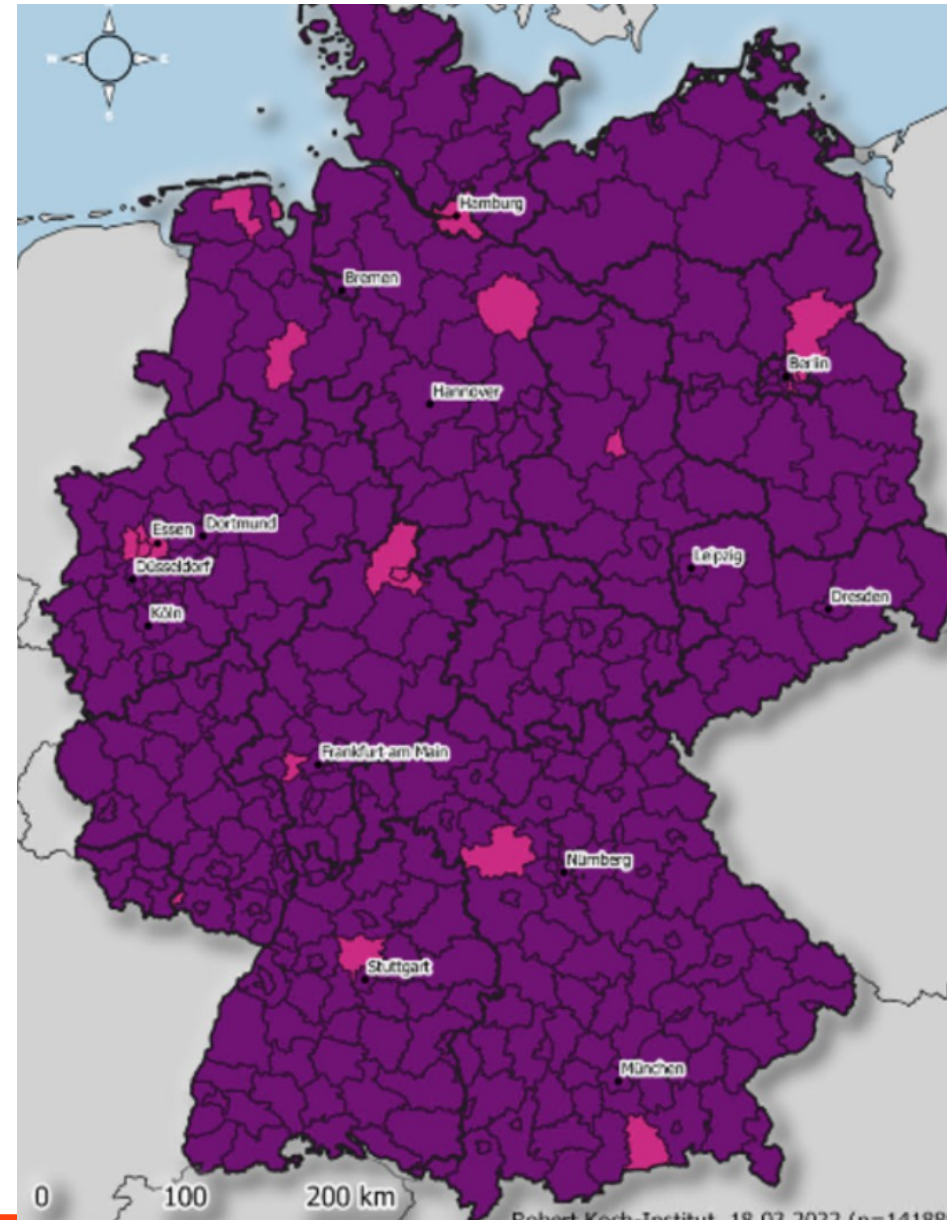 N
W E
S
Hamburg
Bremen
Berlin
Hannover
Essen
Dortmund
Düsseldorf
Leipzig
Köln
Dresden
Frankfurt am Main
Nürnberg
Stuttgart
München
0 100 200 km
Robert Koch-Institut, 18.03.2022 (n=14188